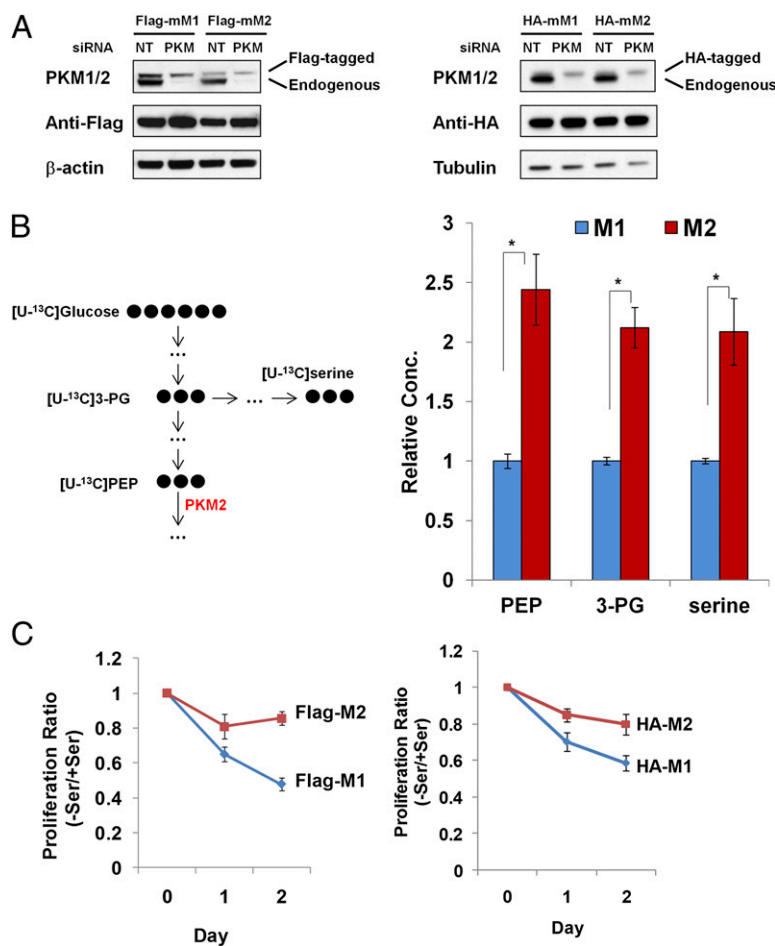 A
Flag-mM1 Flag-mM2
siRNA NT PKM NT PKM
PKM1/2
Flag-tagged
Endogenous
Anti-Flag
β-actin
HA-mM1 HA-mM2
siRNA NT PKM NT PKM
PKM1/2
HA-tagged
Endogenous
Anti-HA
Tubulin
B
[U-¹³C]Glucose
...
[U-¹³C]serine
[U-¹³C]3-PG
...
...
[U-¹³C]PEP
PKM2
...
M1 M2
Relative Conc.
3
2.5
2
1.5
1
0.5
0
* * *
PEP 3-PG serine
C
Proliferation Ratio
(-Ser/+Ser)
1.2
1
0.8
0.6
0.4
0.2
0
Flag-M2
Flag-M1
0 1 2
Day
Proliferation Ratio
(-Ser/+Ser)
1.2
1
0.8
0.6
0.4
0.2
0
HA-M2
HA-M1
0 1 2
Day